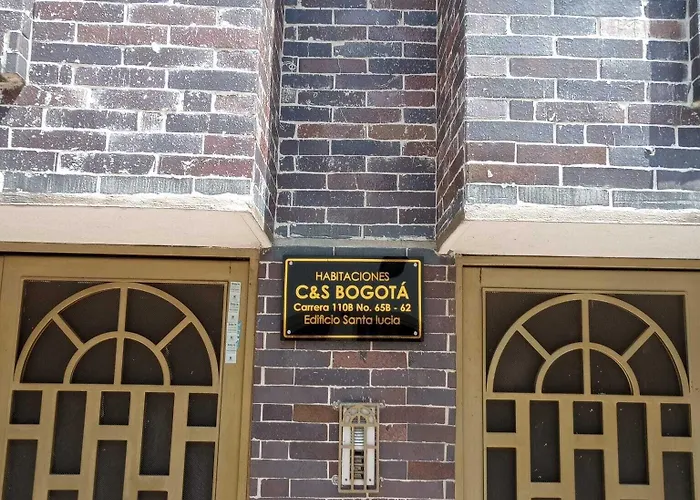 HABITACIONES
C&S BOGOTÁ
Carrera 110B No. 65B - 62
Edificio Santa lucia